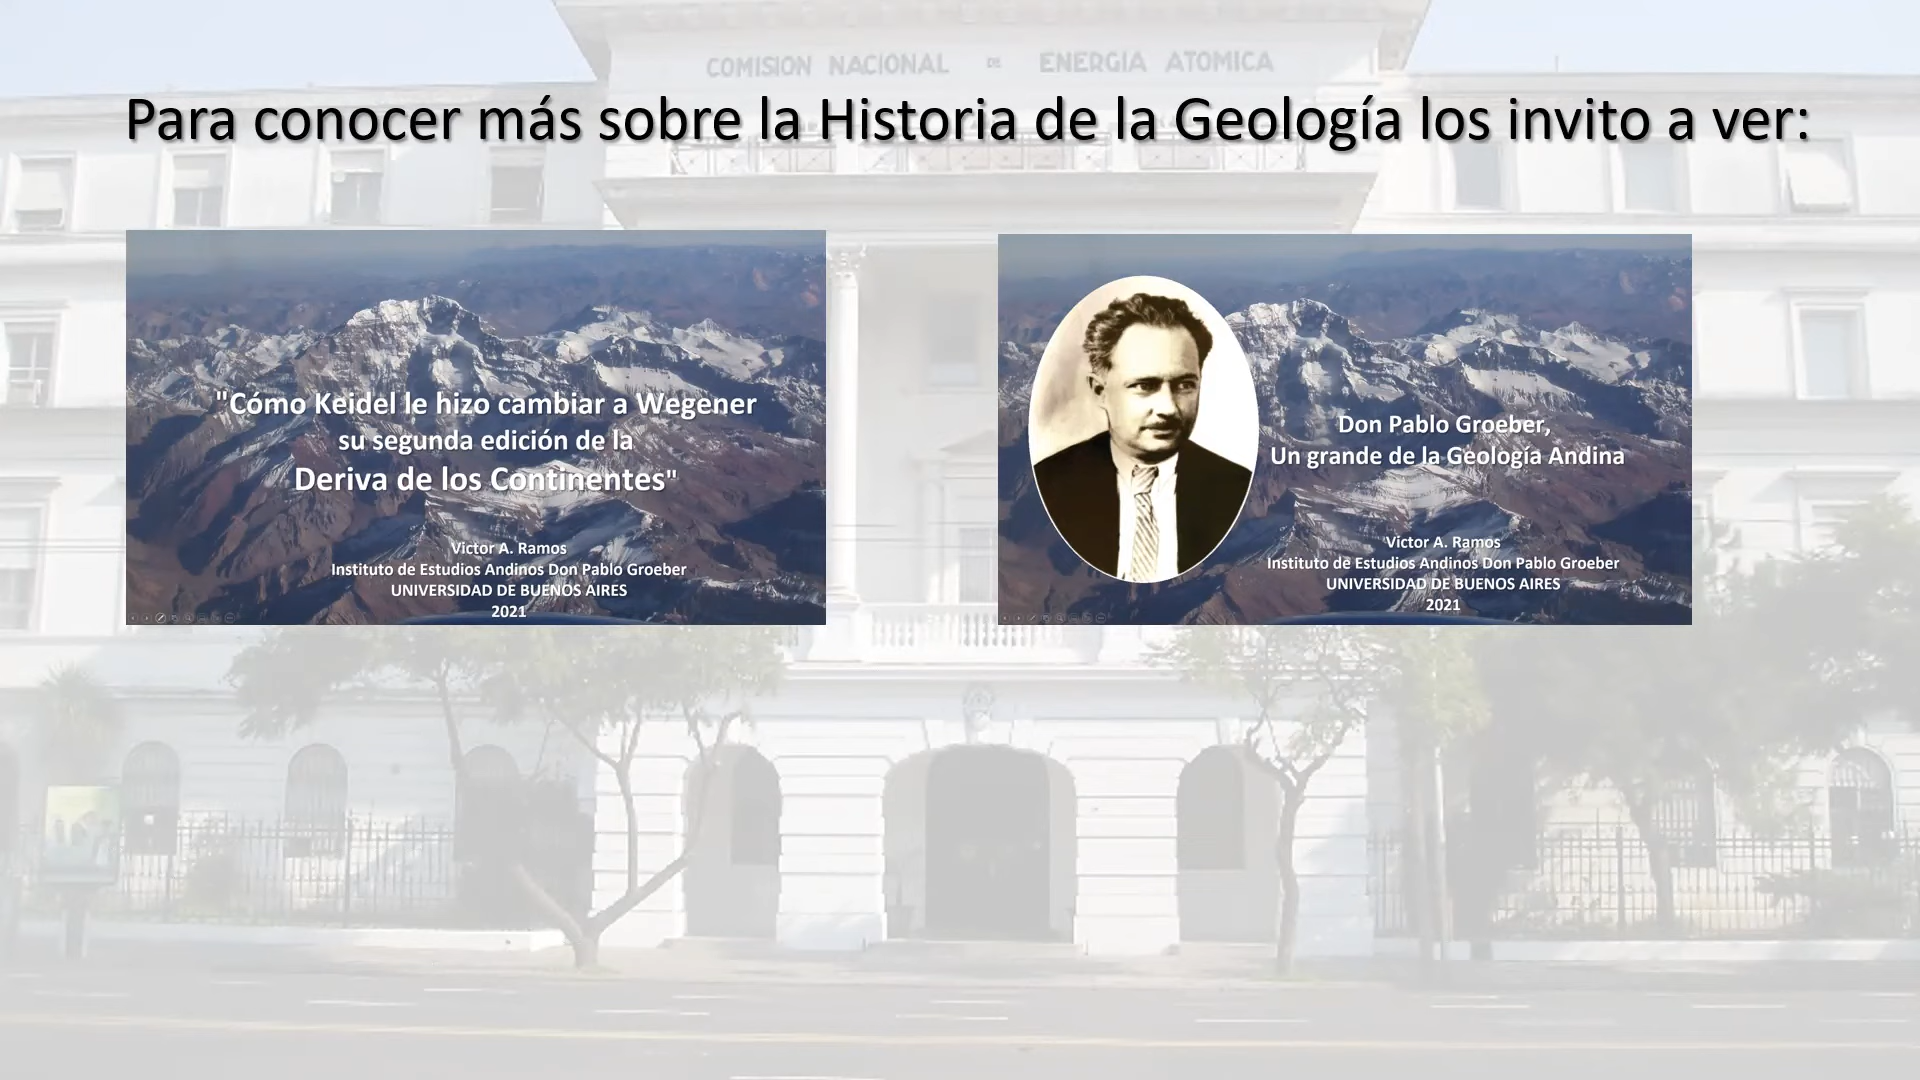 COMISION NACIONAL DE ENERGIA ATOMICA
Para conocer más sobre la Historia de la Geología los invito a ver:
"Cómo Keidel le hizo cambiar a Wegener
su segunda edición de la
Deriva de los Continentes"
Victor A. Ramos
Instituto de Estudios Andinos Don Pablo Groeber
UNIVERSIDAD DE BUENOS AIRES
2021
Don Pablo Groeber,
Un grande de la Geología Andina
Victor A. Ramos
Instituto de Estudios Andinos Don Pablo Groeber
UNIVERSIDAD DE BUENOS AIRES
2021